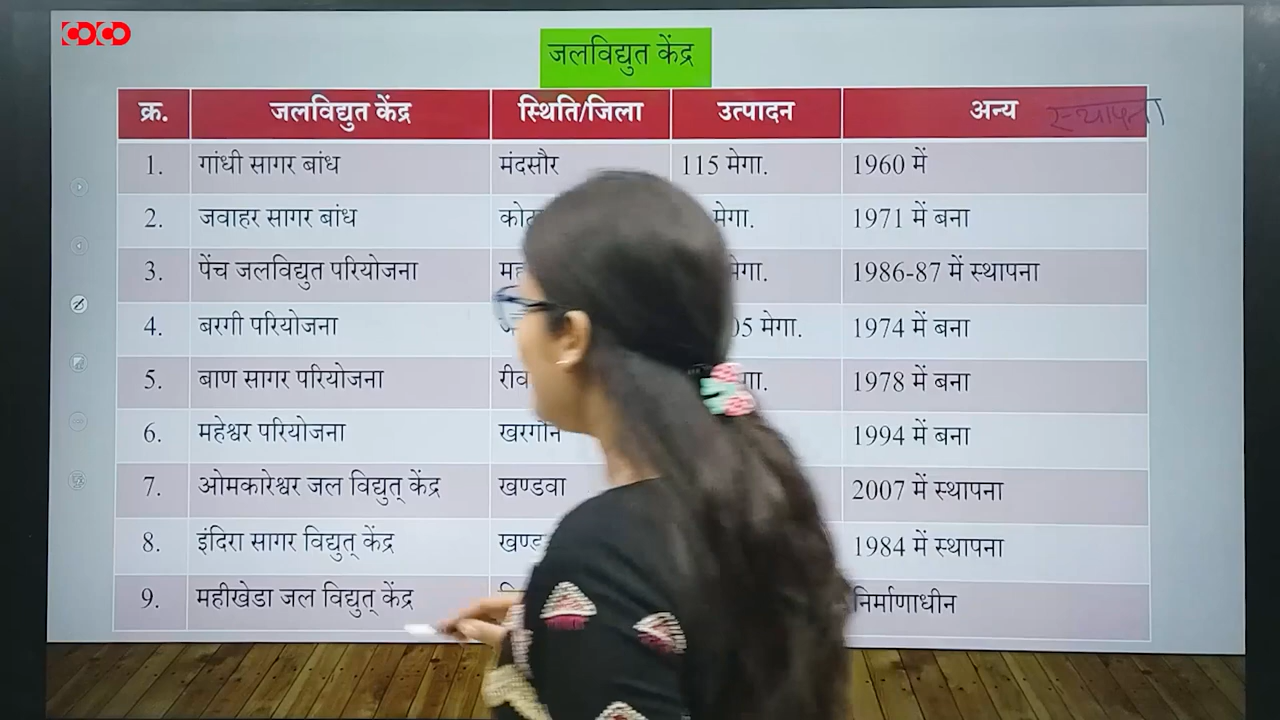 COCO
जलविद्युत केंद्र
क्र. जलविद्युत केंद्र स्थिति/जिला उत्पादन अन्य स्थापना
1. गांधी सागर बांध मंदसौर 115 मेगा. 1960 में
2. जवाहर सागर बांध मेगा. 1971 में बना
3. पेंच जलविद्युत परियोजना 1986-87 में स्थापना
4. बरगी परियोजना मेगा. 1974 में बना
5. बाण सागर परियोजना 1978 में बना
6. महेश्वर परियोजना खरगौन 1994 में बना
7. ओमकारेश्वर जल विद्युत् केंद्र खण्डवा 2007 में स्थापना
8. इंदिरा सागर विद्युत् केंद्र 1984 में स्थापना
9. महीखेडा जल विद्युत् केंद्र निर्माणाधीन